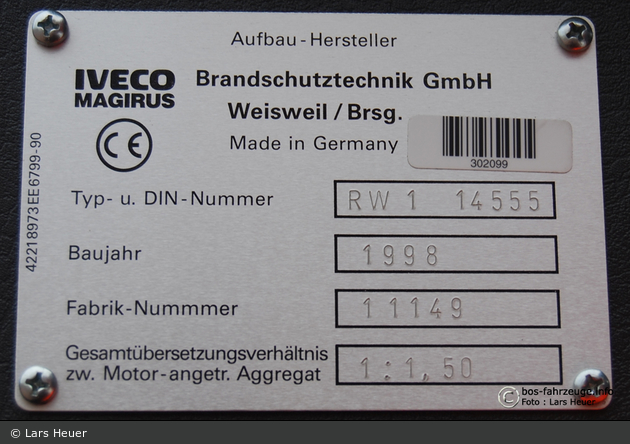 Aufbau-Hersteller
IVECO
MAGIRUS
Brandschutztechnik GmbH
Weisweil / Brsg.
Made in Germany
CE
302099
Typ- u. DIN-Nummer
RW 1 14555
Baujahr
1998
Fabrik-Nummmer
11149
Gesamtübersetzungsverhältnis
zw. Motor-angetr. Aggregat
1:1,50
42218973EE6799-90
© bos-fahrzeuge.info
Foto : Lars Heuer
© Lars Heuer